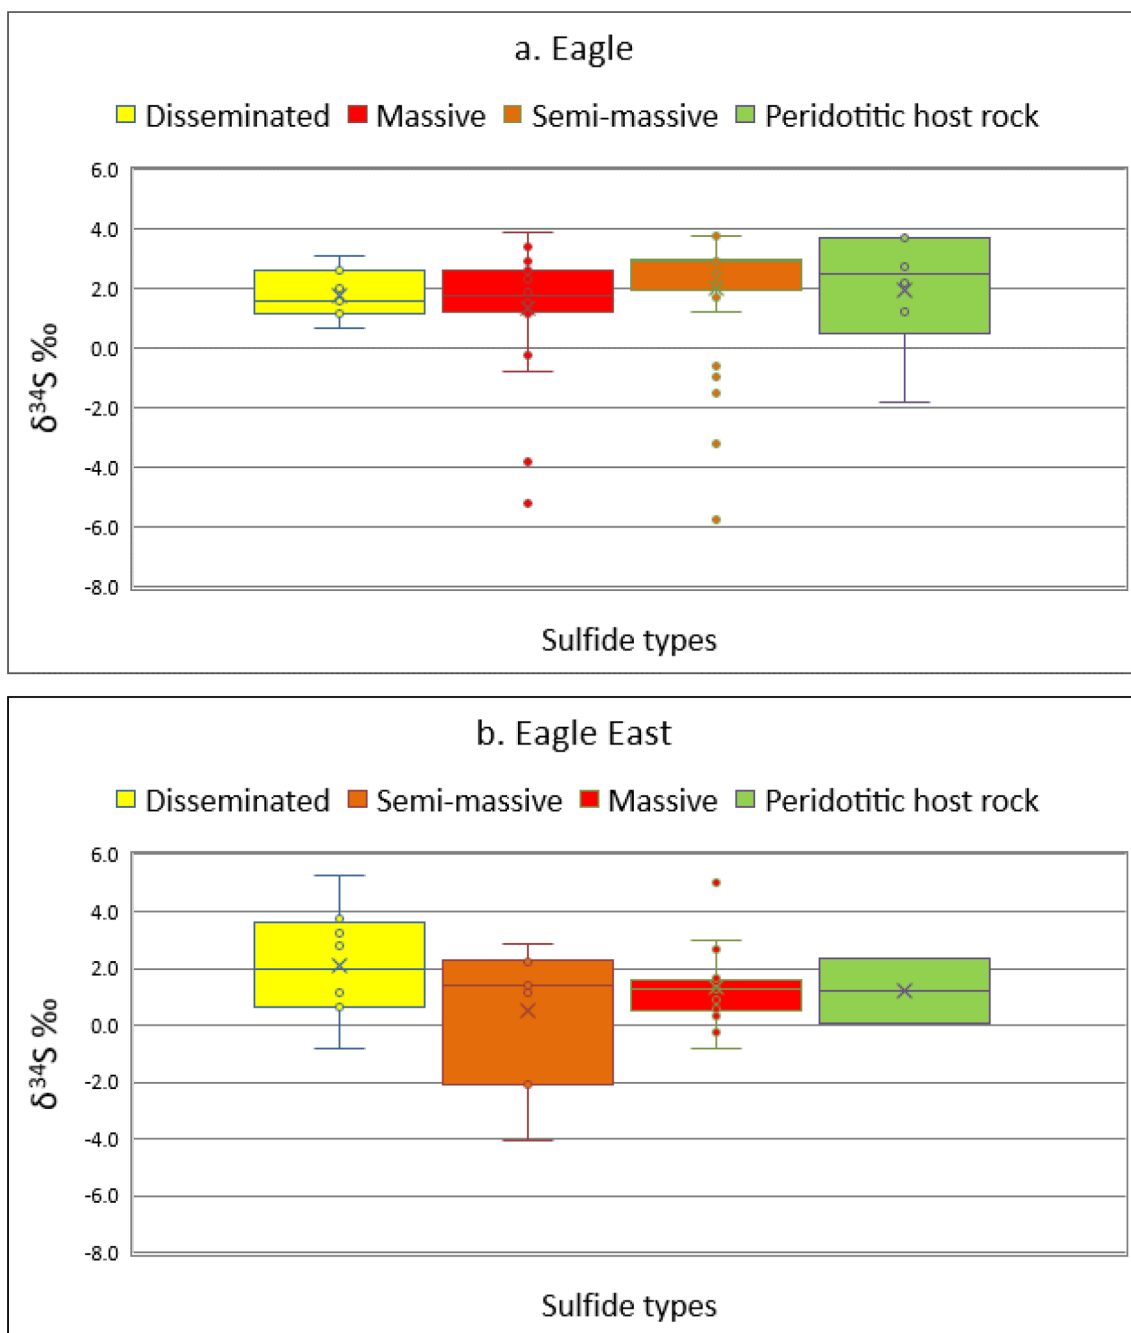 a. Eagle
Disseminated Massive Semi-massive Peridotitic host rock
6.0
4.0
2.0
0.0
-2.0
-4.0
-6.0
-8.0
δ³⁴S ‰
Sulfide types
b. Eagle East
Disseminated Semi-massive Massive Peridotitic host rock
6.0
4.0
2.0
0.0
-2.0
-4.0
-6.0
-8.0
δ³⁴S ‰
Sulfide types